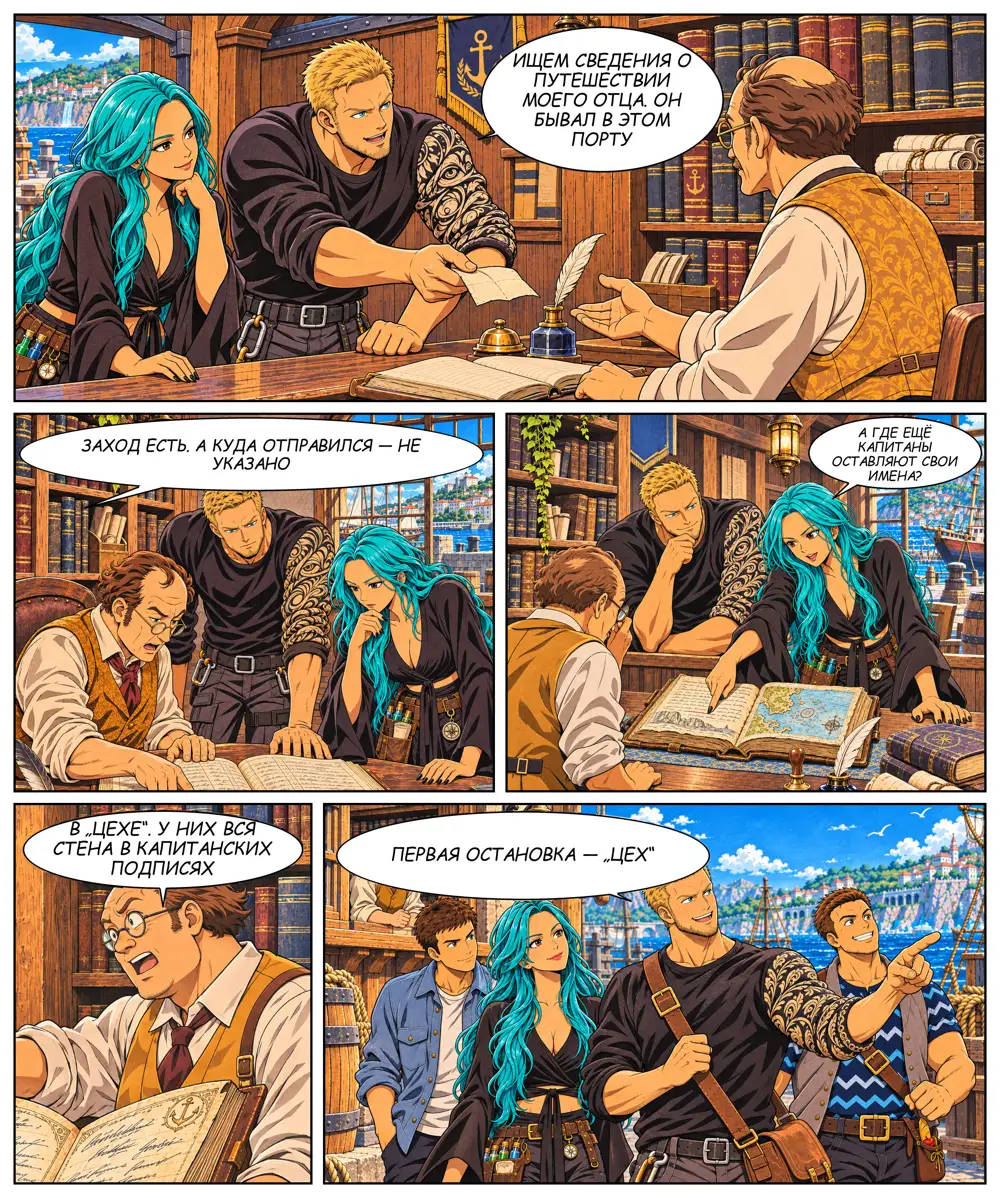 ИЩЕМ СВЕДЕНИЯ О
ПУТЕШЕСТВИИ
МОЕГО ОТЦА. ОН
БЫВАЛ В ЭТОМ
ПОРТУ
ЗАХОД ЕСТЬ. А КУДА ОТПРАВИЛСЯ — НЕ
УКАЗАНО
А ГДЕ ЕЩЁ
КАПИТАНЫ
ОСТАВЛЯЮТ СВОИ
ИМЕНА?
В „ЦЕХЕ“. У НИХ ВСЯ
СТЕНА В КАПИТАНСКИХ
ПОДПИСЯХ
ПЕРВАЯ ОСТАНОВКА — „ЦЕХ“